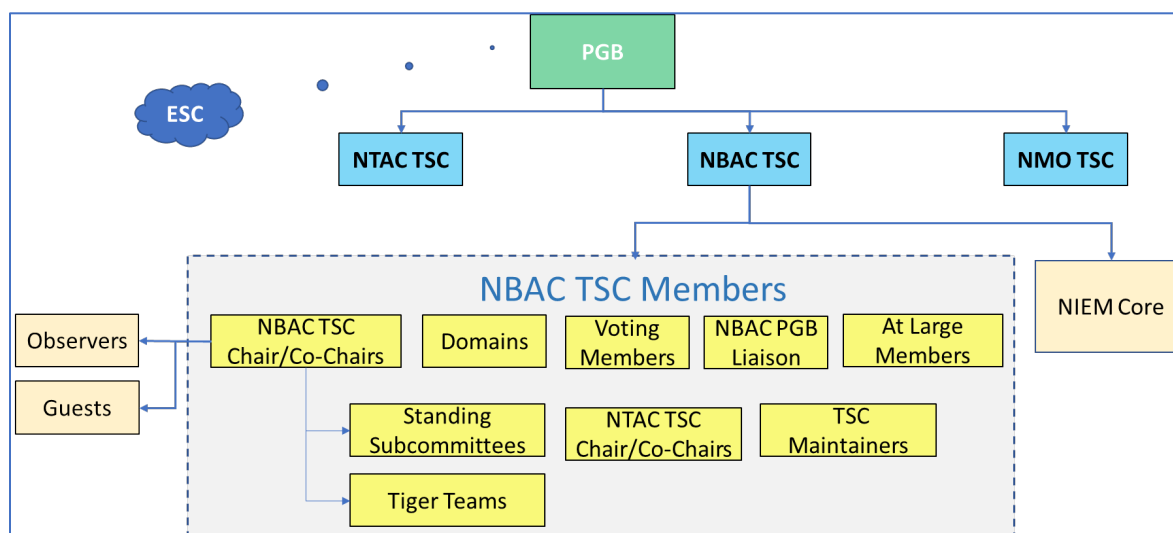 PGB
ESC
NTAC TSC
NBAC TSC
NMO TSC
NBAC TSC Members
NIEM Core
Observers
Guests
NBAC TSC
Chair/Co-Chairs
Domains
Voting
Members
NBAC PGB
Liaison
At Large
Members
Standing
Subcommittees
NTAC TSC
Chair/Co-Chairs
TSC
Maintainers
Tiger Teams